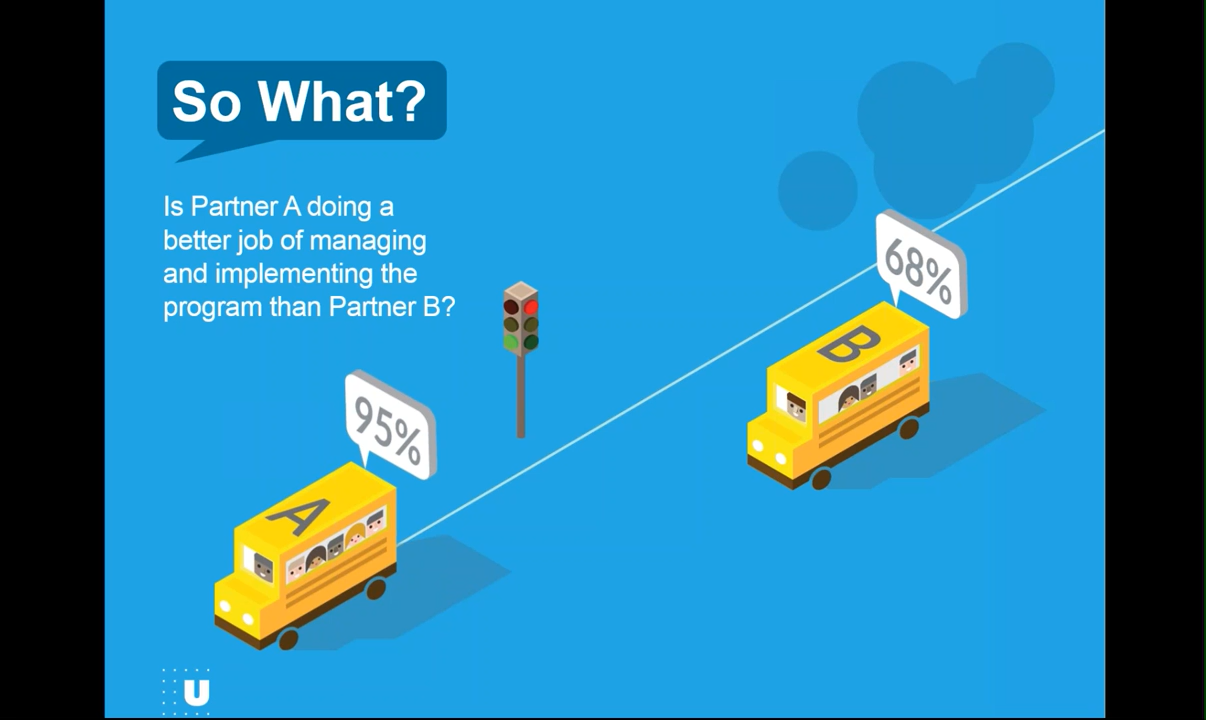 So What?
Is Partner A doing a
better job of managing
and implementing the
program than Partner B?
68%
B
95%
A
U